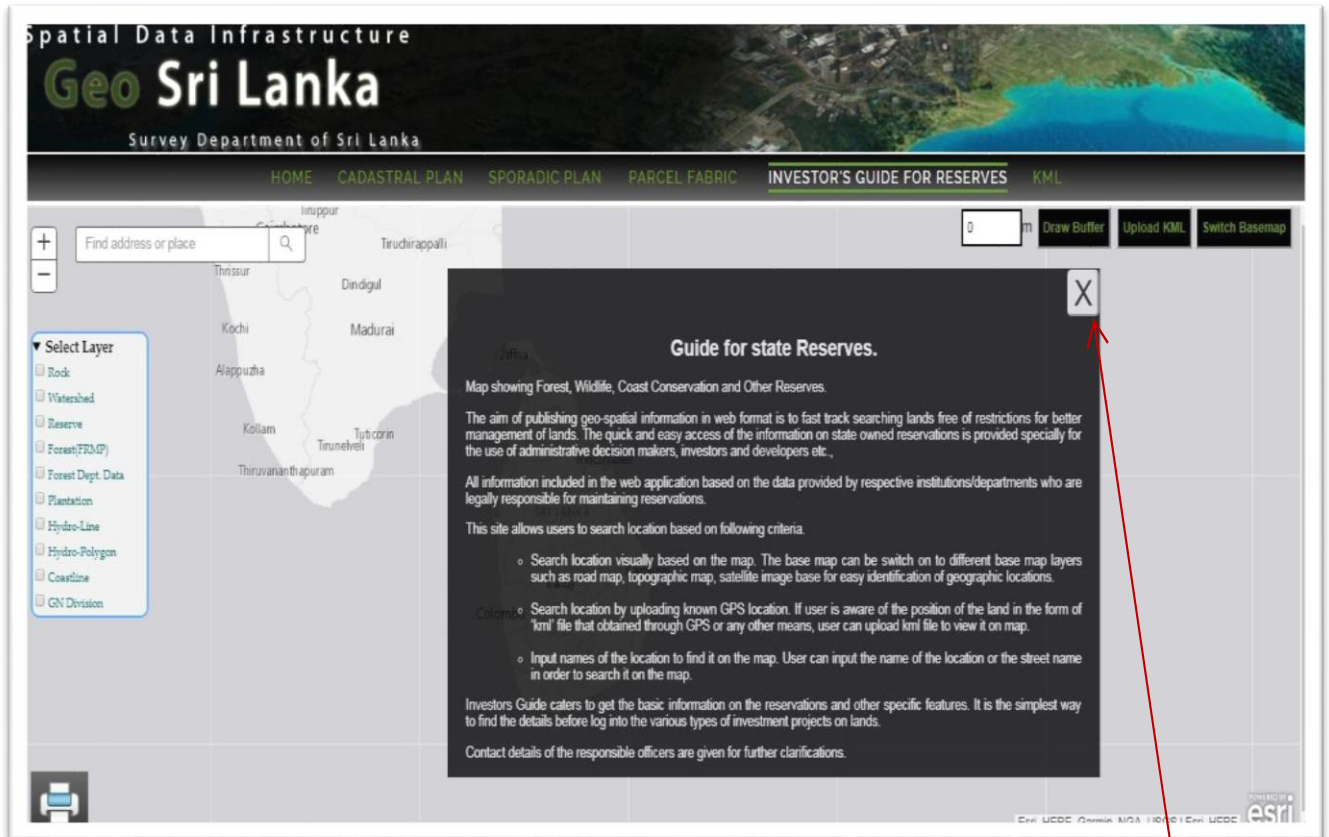 Spatial Data Infrastructure
Geo Sri Lanka
Survey Department of Sri Lanka
HOME CADASTRAL PLAN SPORADIC PLAN PARCEL FABRIC INVESTOR'S GUIDE FOR RESERVES KML
+
−
Find address or place
0 m Draw Buffer Upload KML Switch Basemap
Tiruchirappalli
Thrissur
Dindigul
Kochi
Madurai
Alappuzha
Kollam
Tuticorin
Tirunelveli
Thiruvananthapuram
Jaffna
Colombo
▼ Select Layer
Rock
Watershed
Reserve
Forest(FRMP)
Forest Dept. Data
Plantation
Hydro-Line
Hydro-Polygon
Coastline
GN Division
X
Guide for state Reserves.
Map showing Forest, Wildlife, Coast Conservation and Other Reserves.
The aim of publishing geo-spatial information in web format is to fast track searching lands free of restrictions for better
management of lands. The quick and easy access of the information on state owned reservations is provided specially for
the use of administrative decision makers, investors and developers etc.,
All information included in the web application based on the data provided by respective institutions/departments who are
legally responsible for maintaining reservations.
This site allows users to search location based on following criteria.
◦ Search location visually based on the map. The base map can be switch on to different base map layers
such as road map, topographic map, satellite image base for easy identification of geographic locations.
◦ Search location by uploading known GPS location. If user is aware of the position of the land in the form of
'kml' file that obtained through GPS or any other means, user can upload kml file to view it on map.
◦ Input names of the location to find it on the map. User can input the name of the location or the street name
in order to search it on the map.
Investors Guide caters to get the basic information on the reservations and other specific features. It is the simplest way
to find the details before log into the various types of investment projects on lands.
Contact details of the responsible officers are given for further clarifications.
POWERED BY
esri
Esri, HERE, Garmin, NGA, USGS | Esri, HERE